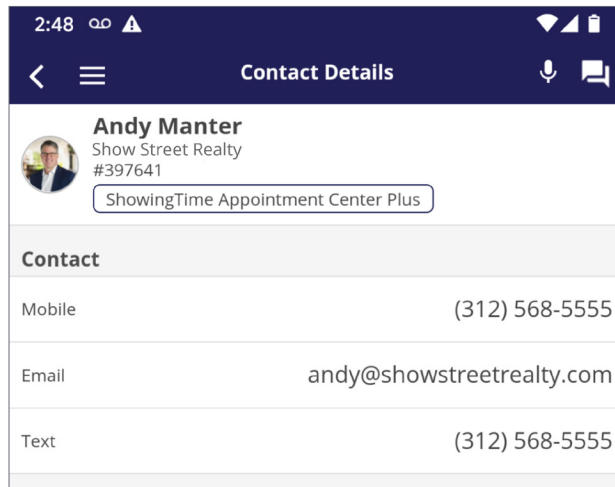 2:48
Contact Details
Andy Manter
Show Street Realty
#397641
ShowingTime Appointment Center Plus
Contact
Mobile (312) 568-5555
Email andy@showstreetrealty.com
Text (312) 568-5555